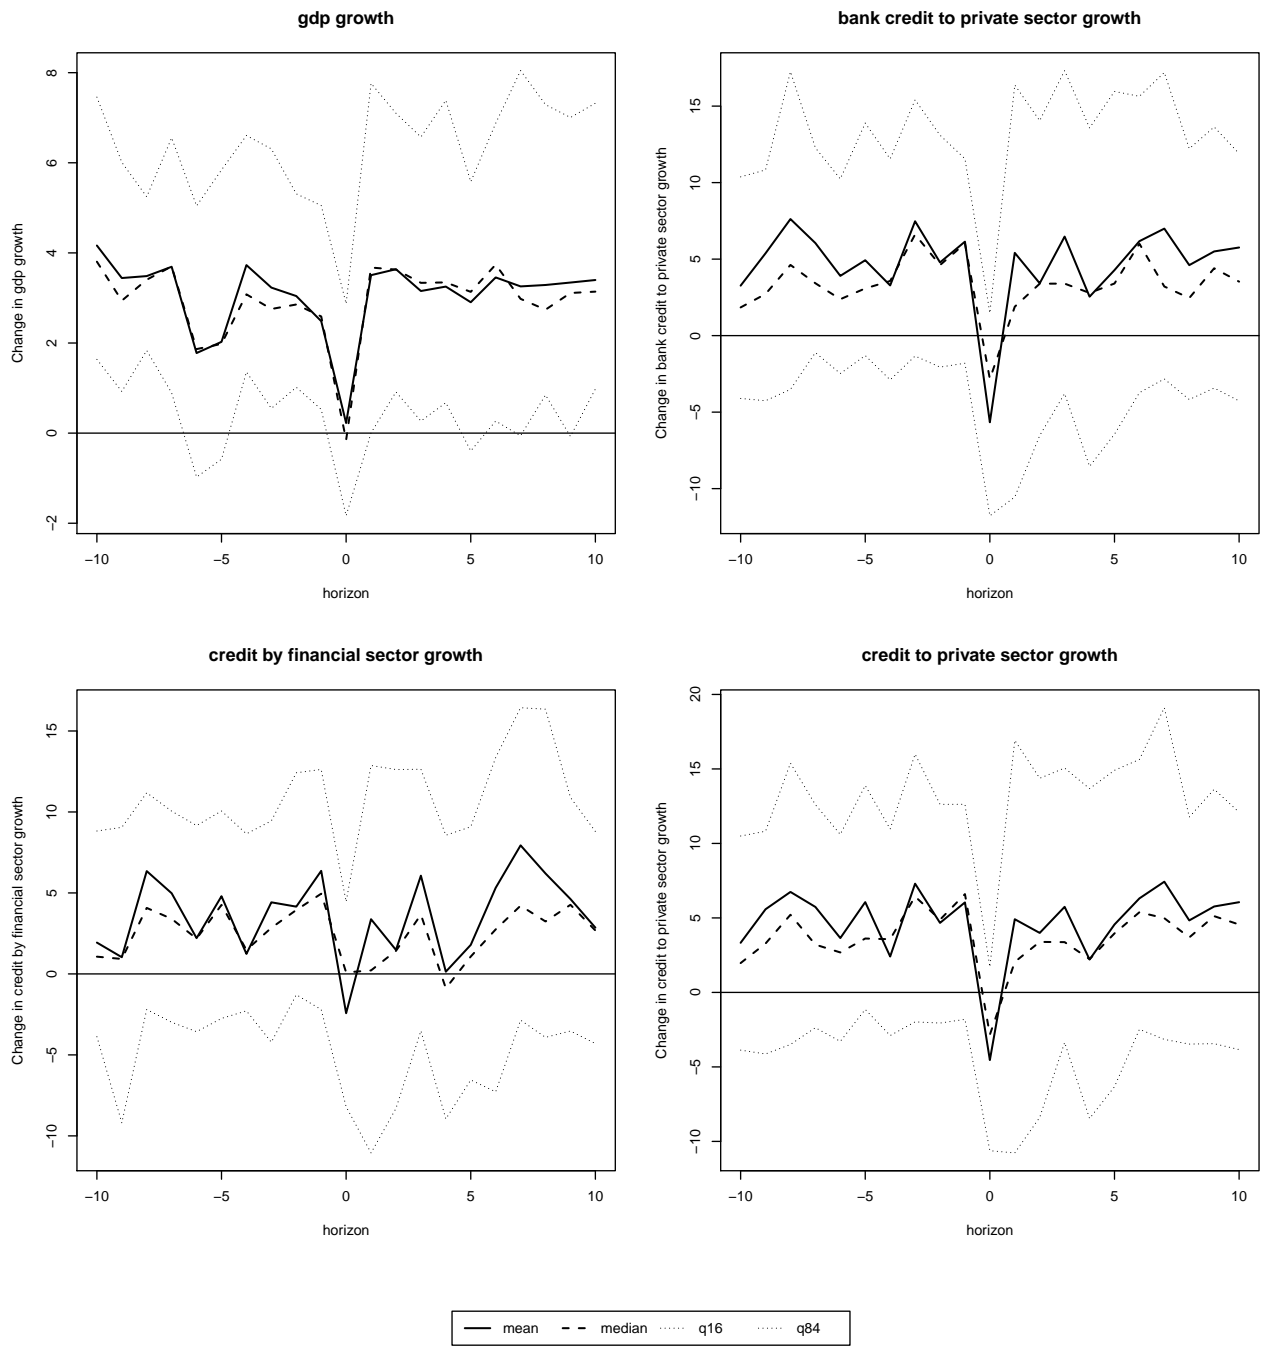 gdp growth
Change in gdp growth
8
6
4
2
0
−2
−10 −5 0 5 10
horizon
bank credit to private sector growth
Change in bank credit to private sector growth
15
10
5
0
−5
−10
−10 −5 0 5 10
horizon
credit by financial sector growth
Change in credit by financial sector growth
15
10
5
0
−5
−10
−10 −5 0 5 10
horizon
credit to private sector growth
Change in credit to private sector growth
20
15
10
5
0
−5
−10
−10 −5 0 5 10
horizon
mean median q16 q84